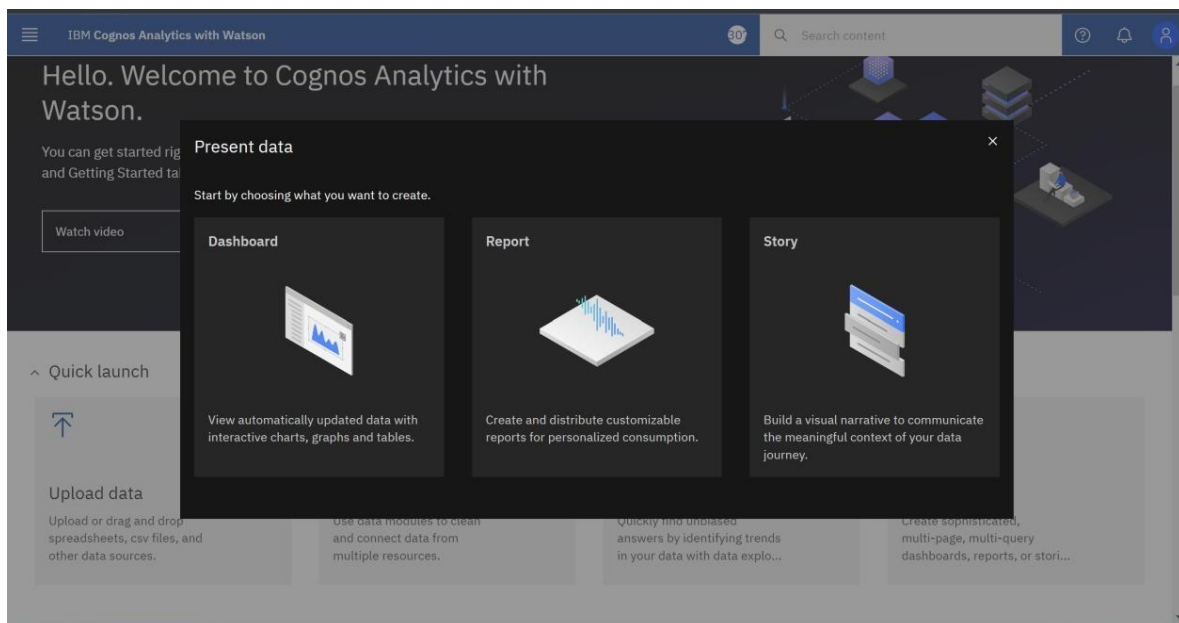 IBM Cognos Analytics with Watson
30
Search content
Hello. Welcome to Cognos Analytics with
Watson.
You can get started rig
and Getting Started ta
Watch video
Present data
Start by choosing what you want to create.
Dashboard
View automatically updated data with
interactive charts, graphs and tables.
Report
Create and distribute customizable
reports for personalized consumption.
Story
Build a visual narrative to communicate
the meaningful context of your data
journey.
Quick launch
Upload data
Upload or drag and drop
spreadsheets, csv files, and
other data sources.
Use data modules to clean
and connect data from
multiple resources.
Quickly find unbiased
answers by identifying trends
in your data with data explo...
Create sophisticated,
multi-page, multi-query
dashboards, reports, or stori...